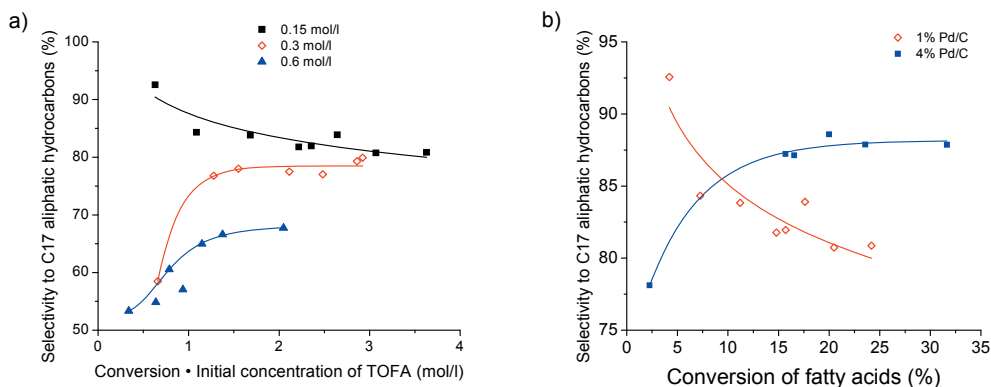 a)
0.15 mol/l
0.3 mol/l
0.6 mol/l
Selectivity to C17 aliphatic hydrocarbons (%)
100
90
80
70
60
50
0
1
2
3
4
Conversion • Initial concentration of TOFA (mol/l)
b)
1% Pd/C
4% Pd/C
Selectivity to C17 aliphatic hydrocarbons (%)
95
90
85
80
75
0
5
10
15
20
25
30
35
Conversion of fatty acids (%)